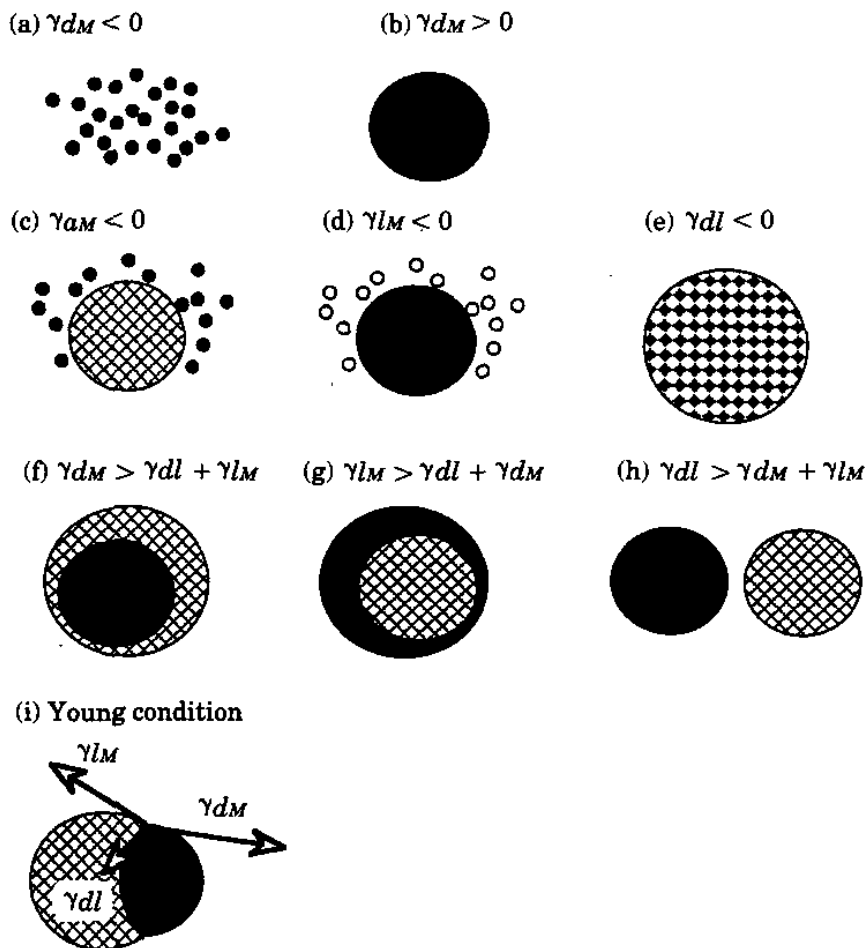 (a) γdM < 0
(b) γdM > 0
(c) γaM < 0
(d) γlM < 0
(e) γdl < 0
(f) γdM > γdl + γlM
(g) γlM > γdl + γdM
(h) γdl > γdM + γlM
(i) Young condition
γlM
γdM
γdl